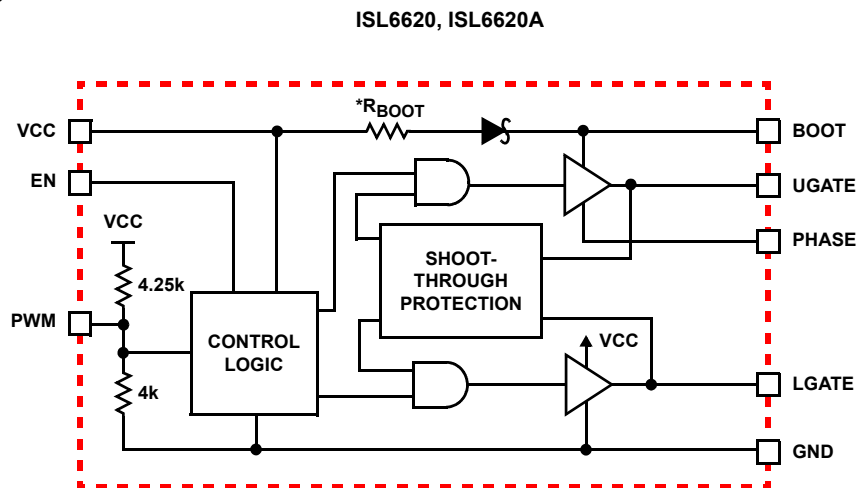 ISL6620, ISL6620A
*RBOOT
VCC
BOOT
EN
UGATE
VCC
PHASE
SHOOT-
THROUGH
PROTECTION
4.25k
PWM
CONTROL
LOGIC
VCC
4k
LGATE
GND